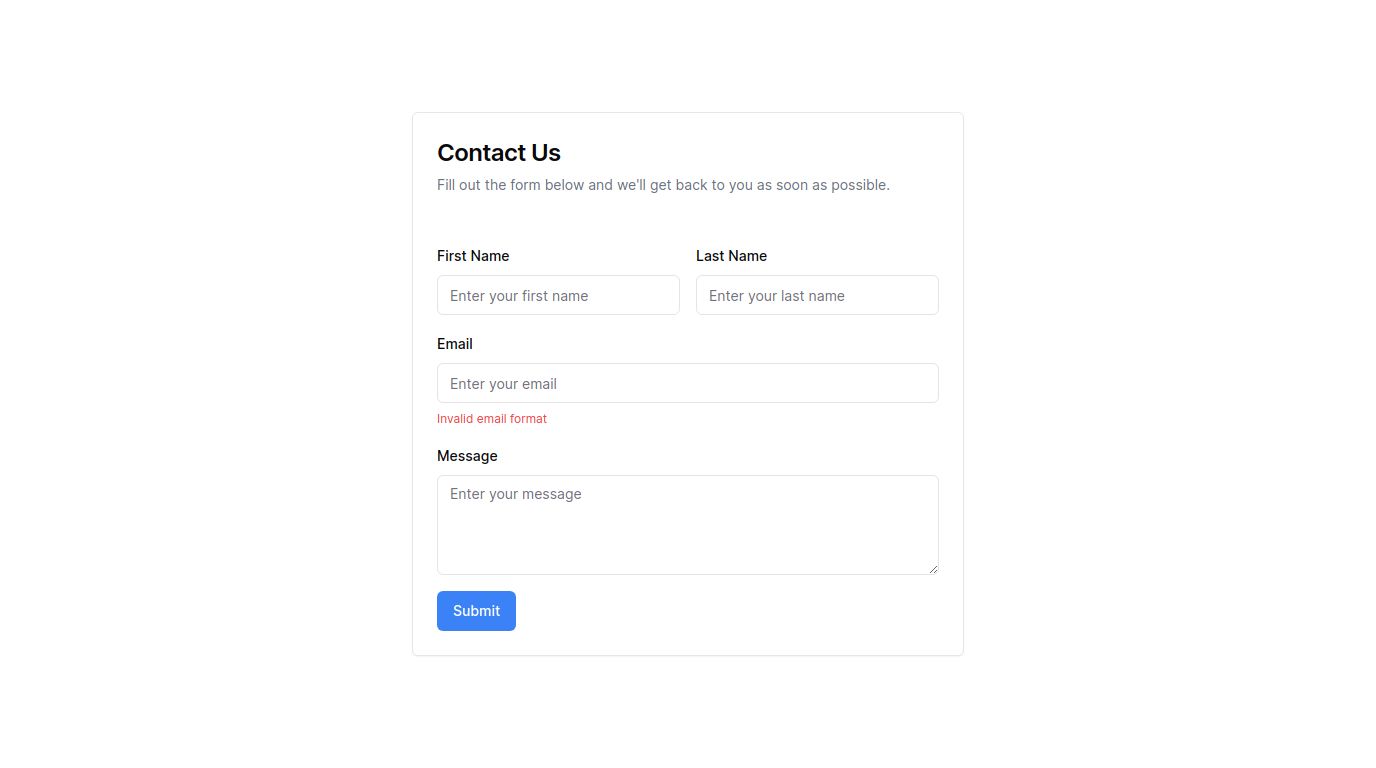 Contact Us
Fill out the form below and we'll get back to you as soon as possible.
First Name
Last Name
Enter your first name
Enter your last name
Email
Enter your email
Invalid email format
Message
Enter your message
Submit